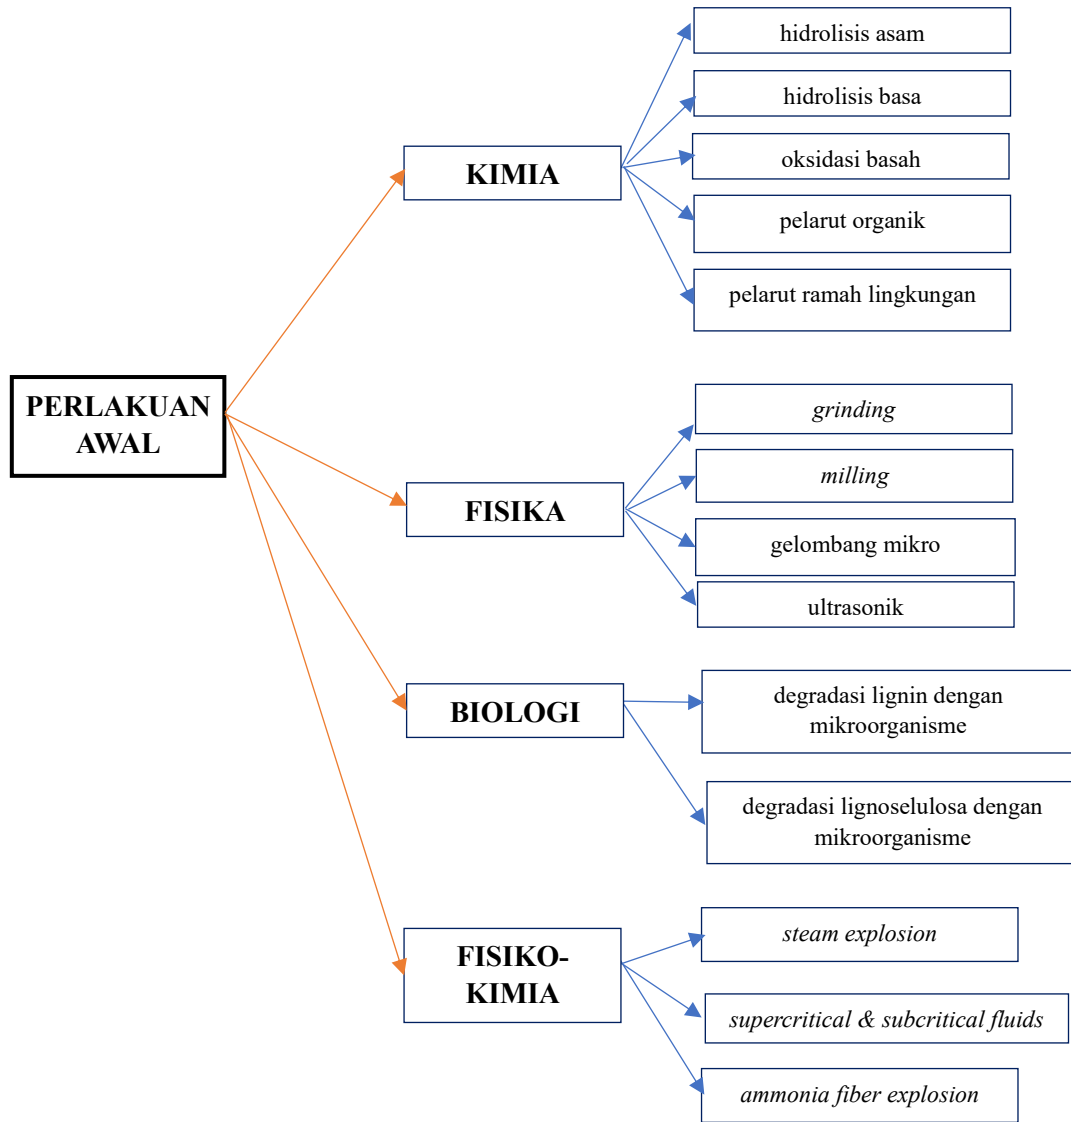 PERLAKUAN
AWAL
KIMIA
hidrolisis asam
hidrolisis basa
oksidasi basah
pelarut organik
pelarut ramah lingkungan
FISIKA
grinding
milling
gelombang mikro
ultrasonik
BIOLOGI
degradasi lignin dengan
mikroorganisme
degradasi lignoselulosa dengan
mikroorganisme
FISIKO-
KIMIA
steam explosion
supercritical & subcritical fluids
ammonia fiber explosion